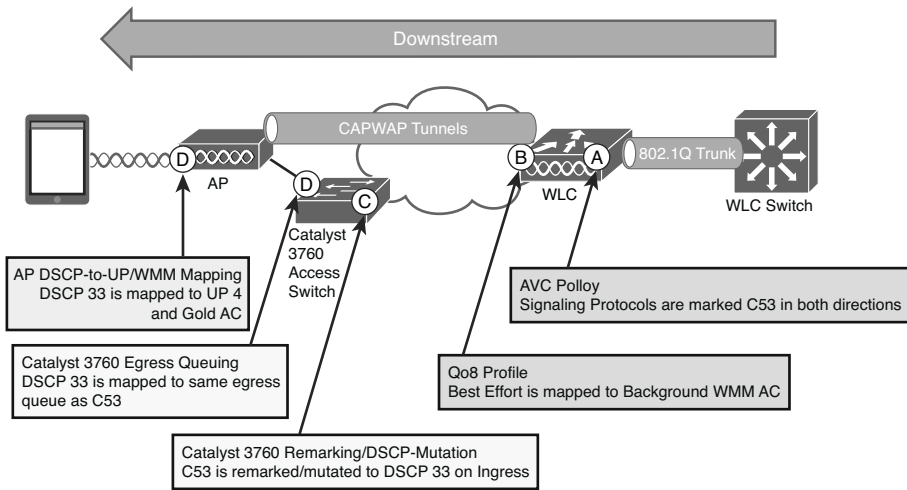 Downstream
CAPWAP Tunnels
802.1Q Trunk
D
AP
B
A
WLC
WLC Switch
D
C
Catalyst
3760
Access
Switch
AP DSCP-to-UP/WMM Mapping
DSCP 33 is mapped to UP 4
and Gold AC
AVC Polloy
Signaling Protocols are marked C53 in both directions
Catalyst 3760 Egress Queuing
DSCP 33 is mapped to same egress
queue as C53
Qo8 Profile
Best Effort is mapped to Background WMM AC
Catalyst 3760 Remarking/DSCP-Mutation
C53 is remarked/mutated to DSCP 33 on Ingress